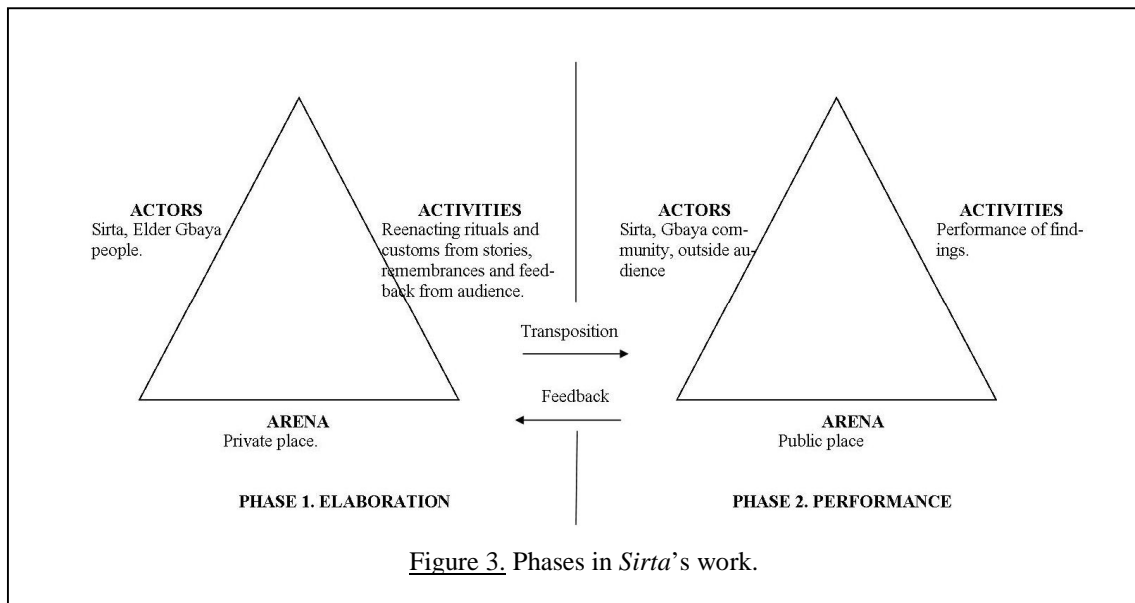 ACTORS
Sirta, Elder Gbaya
people.
ACTIVITIES
Reenacting rituals and
customs from stories,
remembrances and feed-
back from audience.
ARENA
Private place.
PHASE 1. ELABORATION
Transposition
Feedback
ACTORS
Sirta, Gbaya com-
munity, outside au-
dience
ACTIVITIES
Performance of find-
ings.
ARENA
Public place
PHASE 2. PERFORMANCE
Figure 3. Phases in Sirta's work.